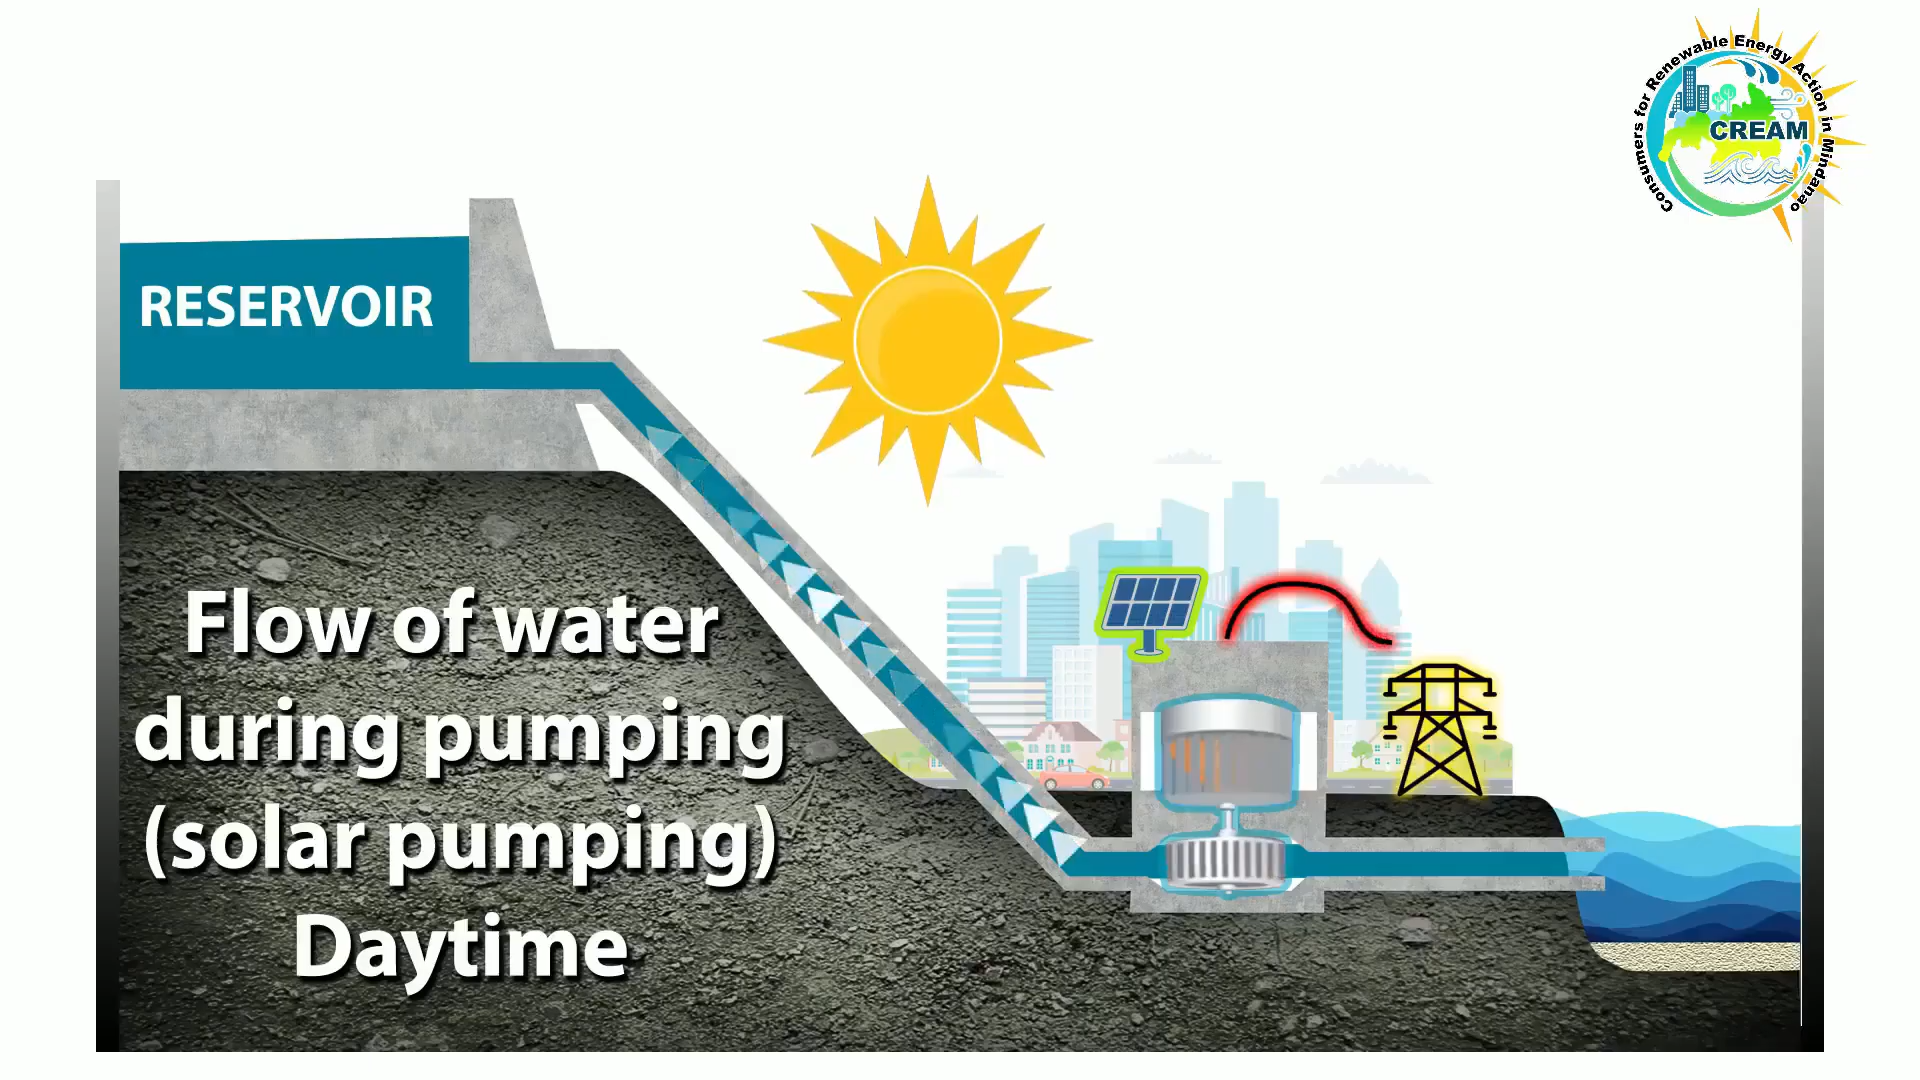 Consumers for Renewable Energy Action in Mindanao
CREAM
RESERVOIR
Flow of water
during pumping
(solar pumping)
Daytime